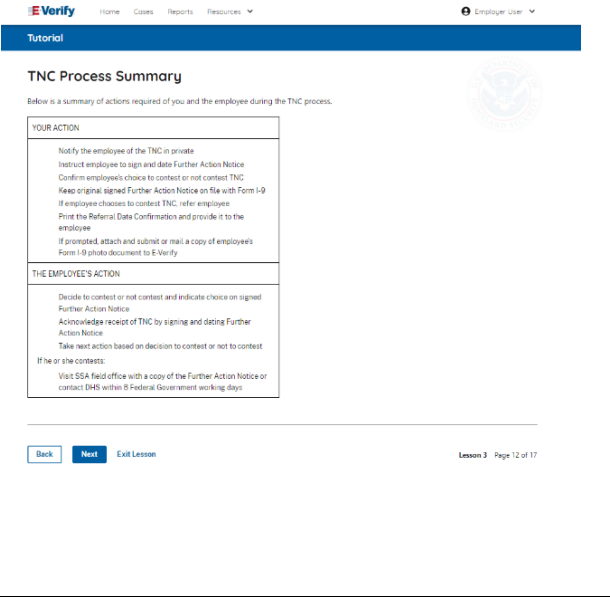 E-Verify Home Cases Reports Resources Employer User
Tutorial
TNC Process Summary
Below is a summary of actions required of you and the employee during the TNC process.
YOUR ACTION
Notify the employee of the TNC in private
Instruct employee to sign and date Further Action Notice
Confirm employee's choice to contest or not contest TNC
Keep original signed Further Action Notice on file with Form I-9
If employee chooses to contest TNC, refer employee
Print the Referral Date Confirmation and provide it to the
employee
If prompted, attach and submit or mail a copy of employee's
Form I-9 photo document to E-Verify
THE EMPLOYEE'S ACTION
Decide to contest or not contest and indicate choice on signed
Further Action Notice
Acknowledge receipt of TNC by signing and dating Further
Action Notice
Take next action based on decision to contest or not to contest
If he or she contests:
Visit SSA field office with a copy of the Further Action Notice or
contact DHS within 8 Federal Government working days
Back Next Exit Lesson Lesson 3 Page 12 of 17